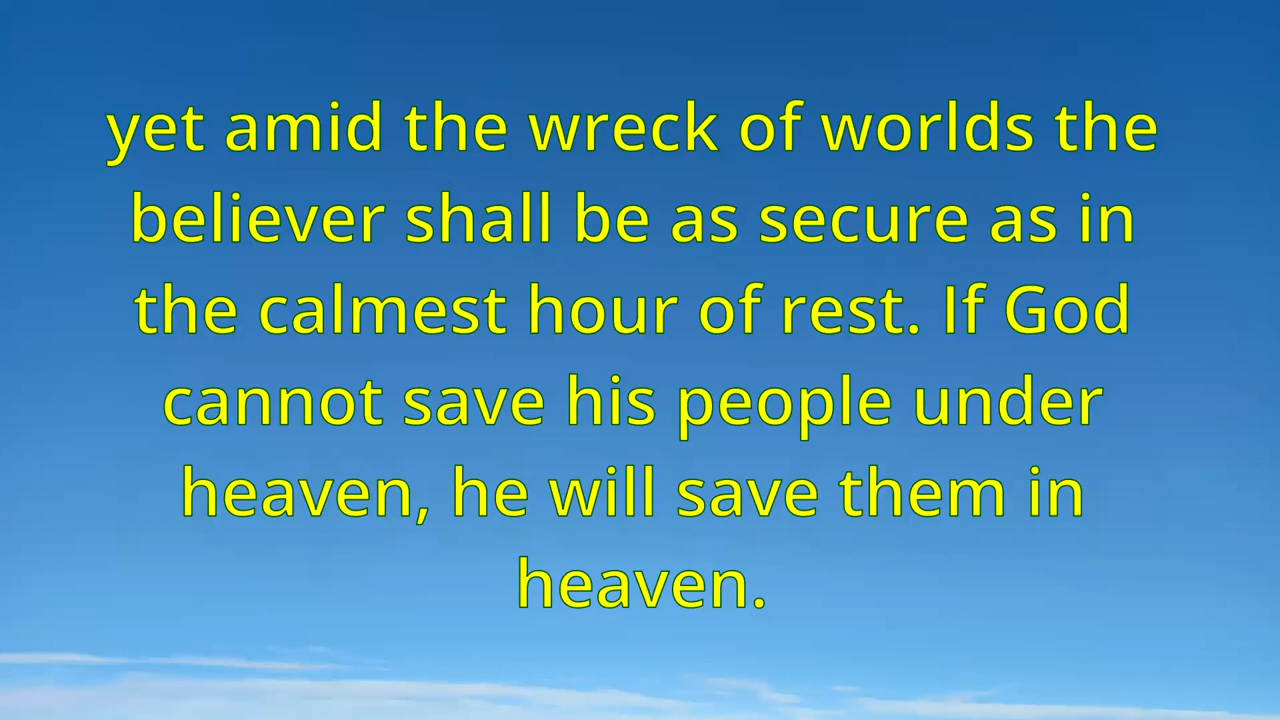 yet amid the wreck of worlds the
believer shall be as secure as in
the calmest hour of rest. If God
cannot save his people under
heaven, he will save them in
heaven.